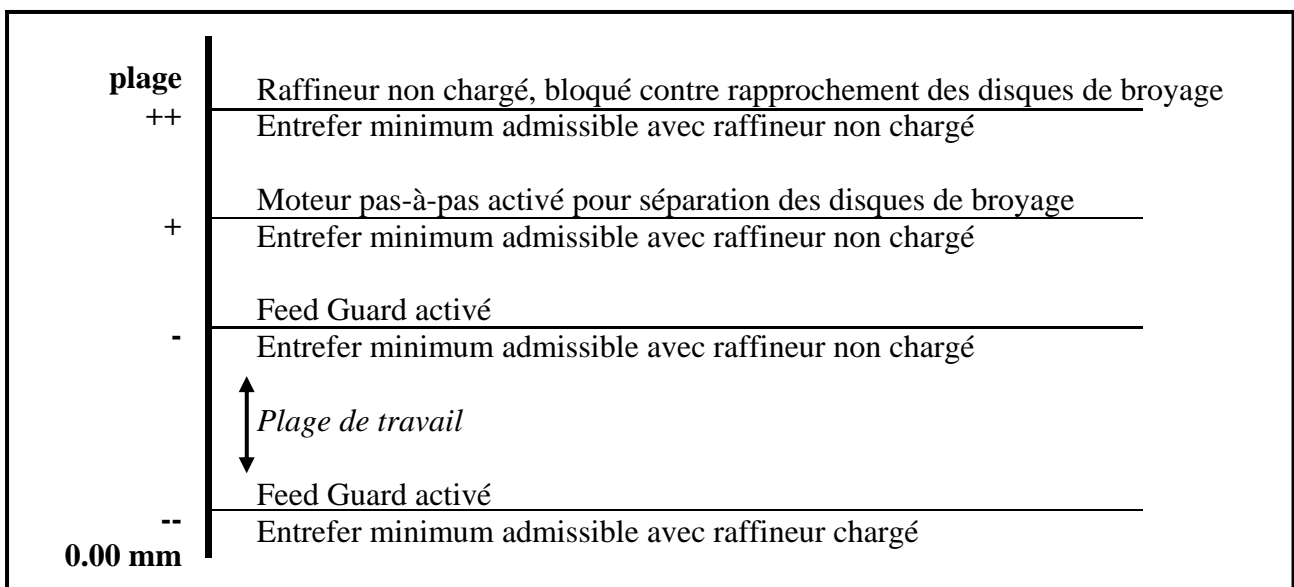 plage
Raffineur non chargé, bloqué contre rapprochement des disques de broyage
++
Entrefer minimum admissible avec raffineur non chargé
Moteur pas-à-pas activé pour séparation des disques de broyage
+
Entrefer minimum admissible avec raffineur non chargé
Feed Guard activé
-
Entrefer minimum admissible avec raffineur non chargé
Plage de travail
Feed Guard activé
--
Entrefer minimum admissible avec raffineur chargé
0.00 mm